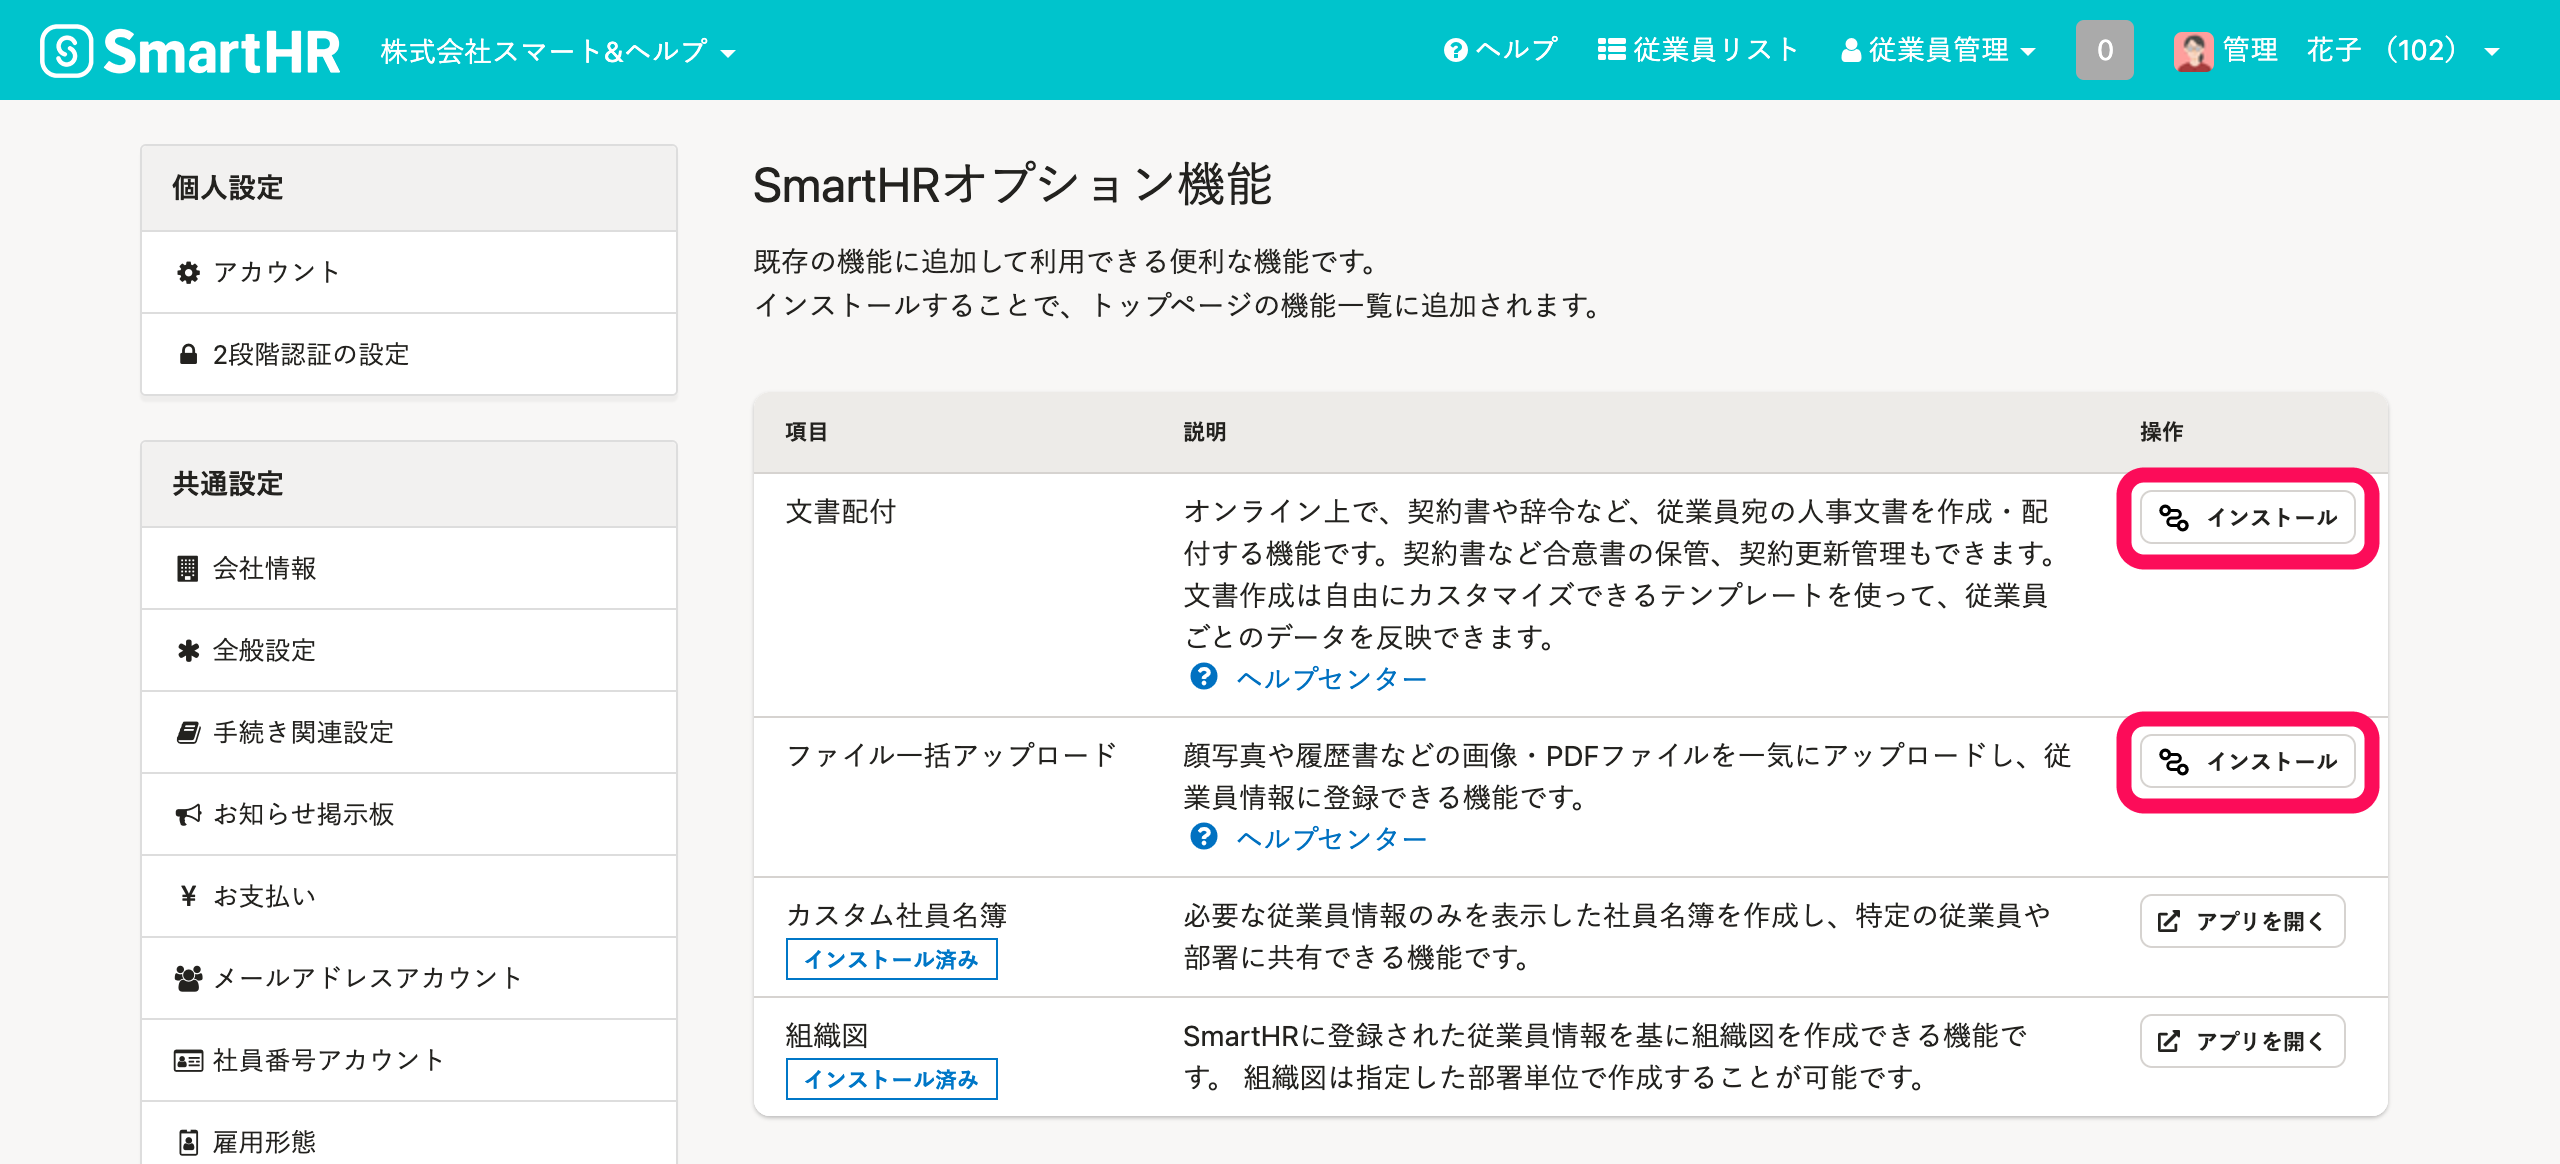 SmartHR 株式会社スマート&ヘルプ ヘルプ 従業員リスト 従業員管理 0 管理 花子 （102）
個人設定
アカウント
2段階認証の設定
共通設定
会社情報
全般設定
手続き関連設定
お知らせ掲示板
¥ お支払い
メールアドレスアカウント
社員番号アカウント
雇用形態
SmartHRオプション機能
既存の機能に追加して利用できる便利な機能です。
インストールすることで、トップページの機能一覧に追加されます。
項目 説明 操作
文書配付
オンライン上で、契約書や辞令など、従業員宛の人事文書を作成・配
付する機能です。契約書など合意書の保管、契約更新管理もできます。
文書作成は自由にカスタマイズできるテンプレートを使って、従業員
ごとのデータを反映できます。
ヘルプセンター
インストール
ファイル一括アップロード
顔写真や履歴書などの画像・PDFファイルを一気にアップロードし、従
業員情報に登録できる機能です。
ヘルプセンター
インストール
カスタム社員名簿
インストール済み
必要な従業員情報のみを表示した社員名簿を作成し、特定の従業員や
部署に共有できる機能です。
アプリを開く
組織図
インストール済み
SmartHRに登録された従業員情報を基に組織図を作成できる機能で
す。 組織図は指定した部署単位で作成することが可能です。
アプリを開く